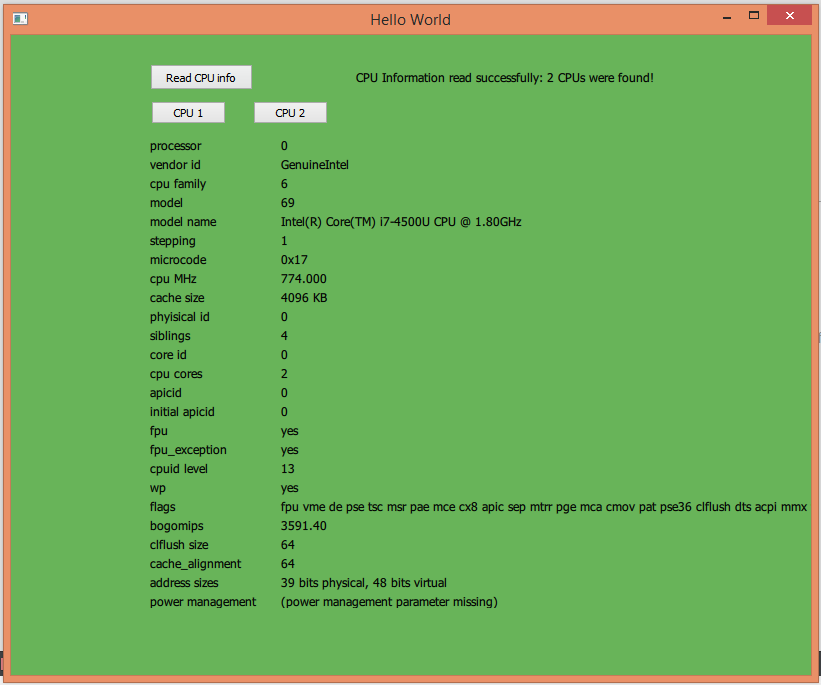 Hello World
Read CPU info CPU Information read successfully: 2 CPUs were found!
CPU 1 CPU 2
processor 0
vendor id GenuineIntel
cpu family 6
model 69
model name Intel(R) Core(TM) i7-4500U CPU @ 1.80GHz
stepping 1
microcode 0x17
cpu MHz 774.000
cache size 4096 KB
phyisical id 0
siblings 4
core id 0
cpu cores 2
apicid 0
initial apicid 0
fpu yes
fpu_exception yes
cpuid level 13
wp yes
flags fpu vme de pse tsc msr pae mce cx8 apic sep mtrr pge mca cmov pat pse36 clflush dts acpi mmx
bogomips 3591.40
clflush size 64
cache_alignment 64
address sizes 39 bits physical, 48 bits virtual
power management (power management parameter missing)